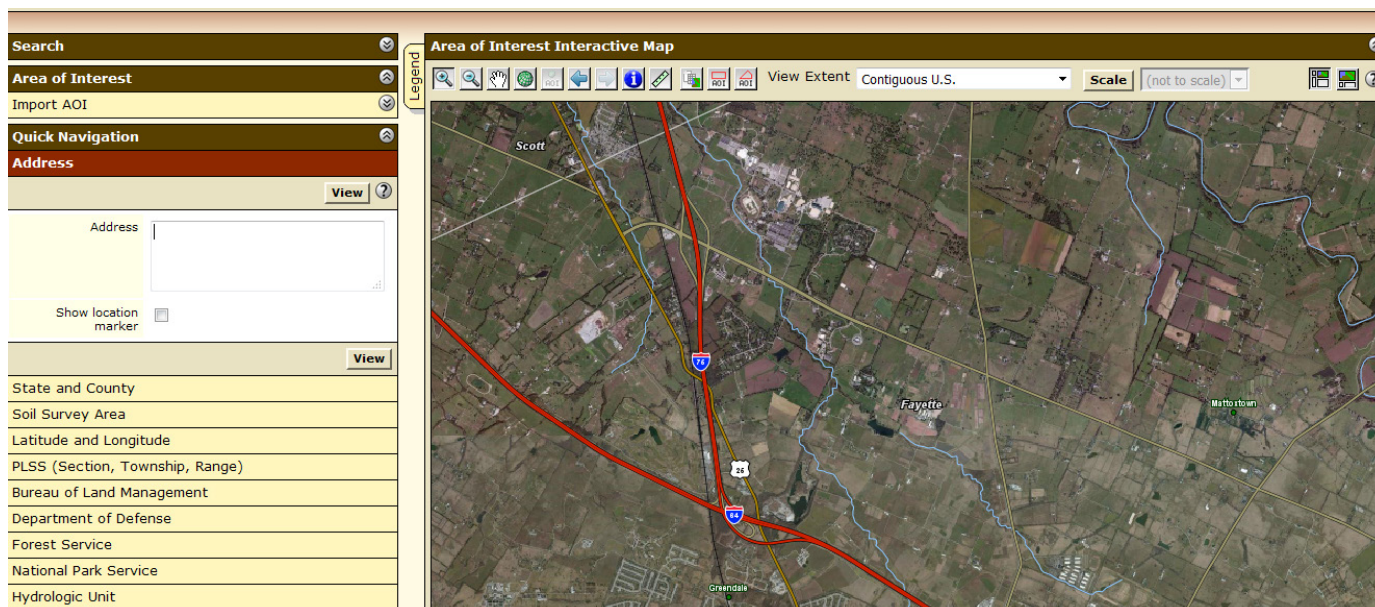 Search
Area of Interest
Import AOI
Quick Navigation
Address
View
Address
Show location
marker
View
State and County
Soil Survey Area
Latitude and Longitude
PLSS (Section, Township, Range)
Bureau of Land Management
Department of Defense
Forest Service
National Park Service
Hydrologic Unit
Legend
Area of Interest Interactive Map
AOI AOI AOI View Extent Contiguous U.S. Scale (not to scale)
Scott
75
Fayette
Mattoxtown
25
64
Greendale